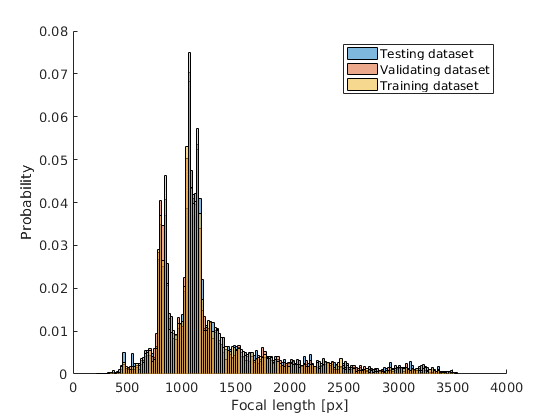 0.08
0.07
0.06
0.05
0.04
0.03
0.02
0.01
0
Probability
Testing dataset
Validating dataset
Training dataset
0 500 1000 1500 2000 2500 3000 3500 4000
Focal length [px]